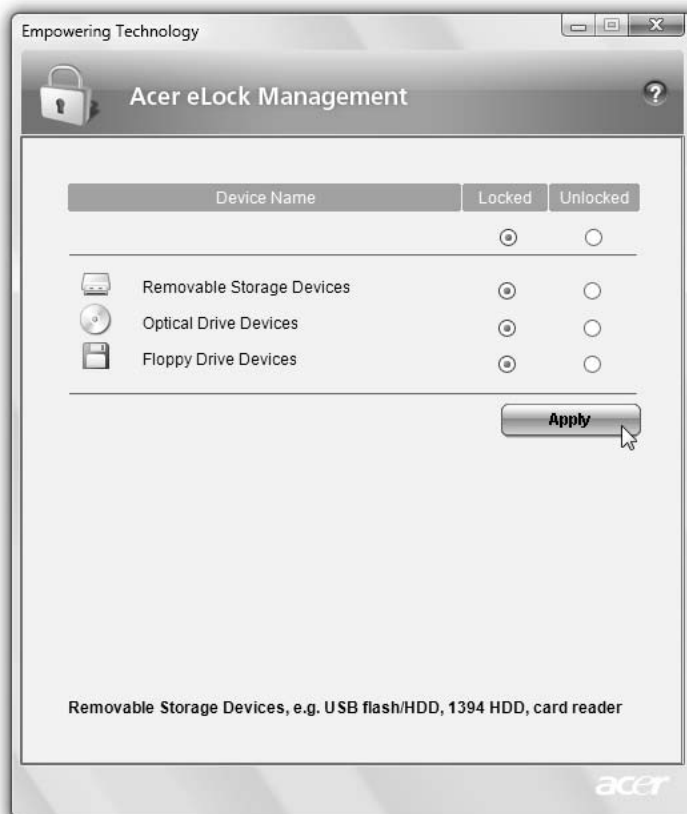 Empowering Technology
Acer eLock Management
?
Device Name Locked Unlocked
Removable Storage Devices
Optical Drive Devices
Floppy Drive Devices
Apply
Removable Storage Devices, e.g. USB flash/HDD, 1394 HDD, card reader
acer